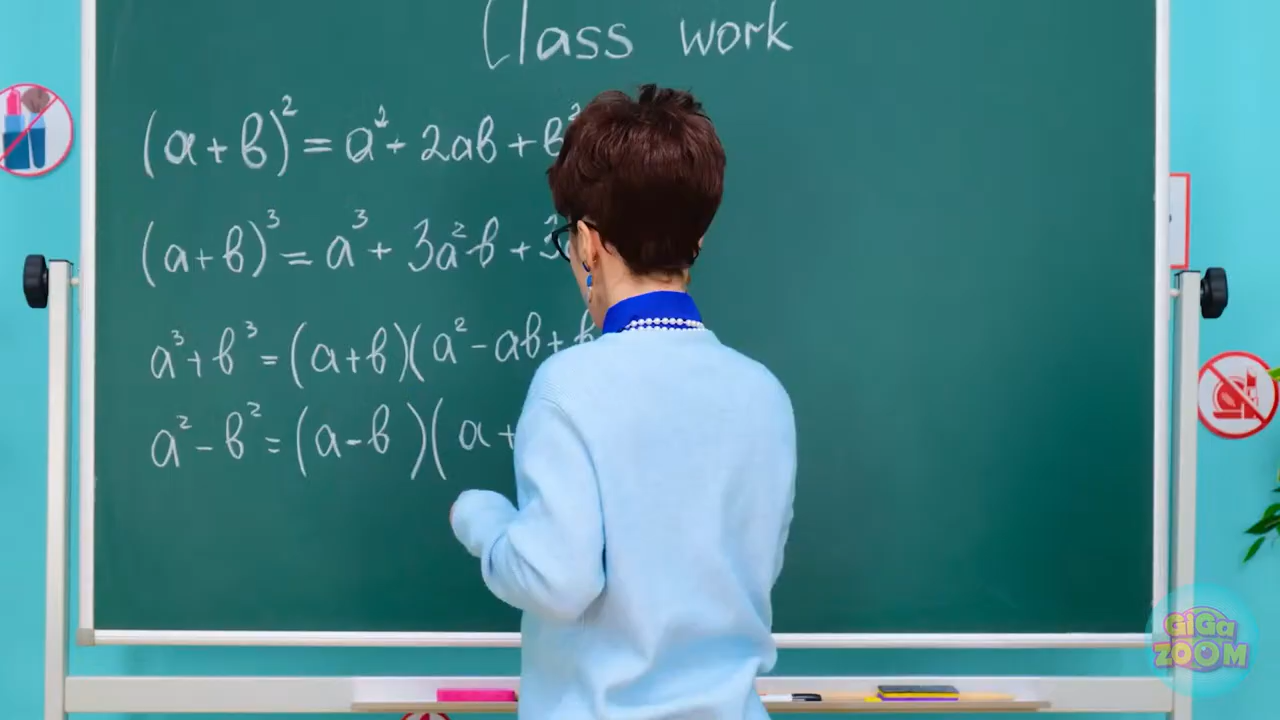 Class work
(a+b)² = a² + 2ab + b²
(a+b)³ = a³ + 3a²b + 3
a³+b³ = (a+b)(a²-ab+b
a²-b² = (a-b)(a+
GiGa
ZOOM